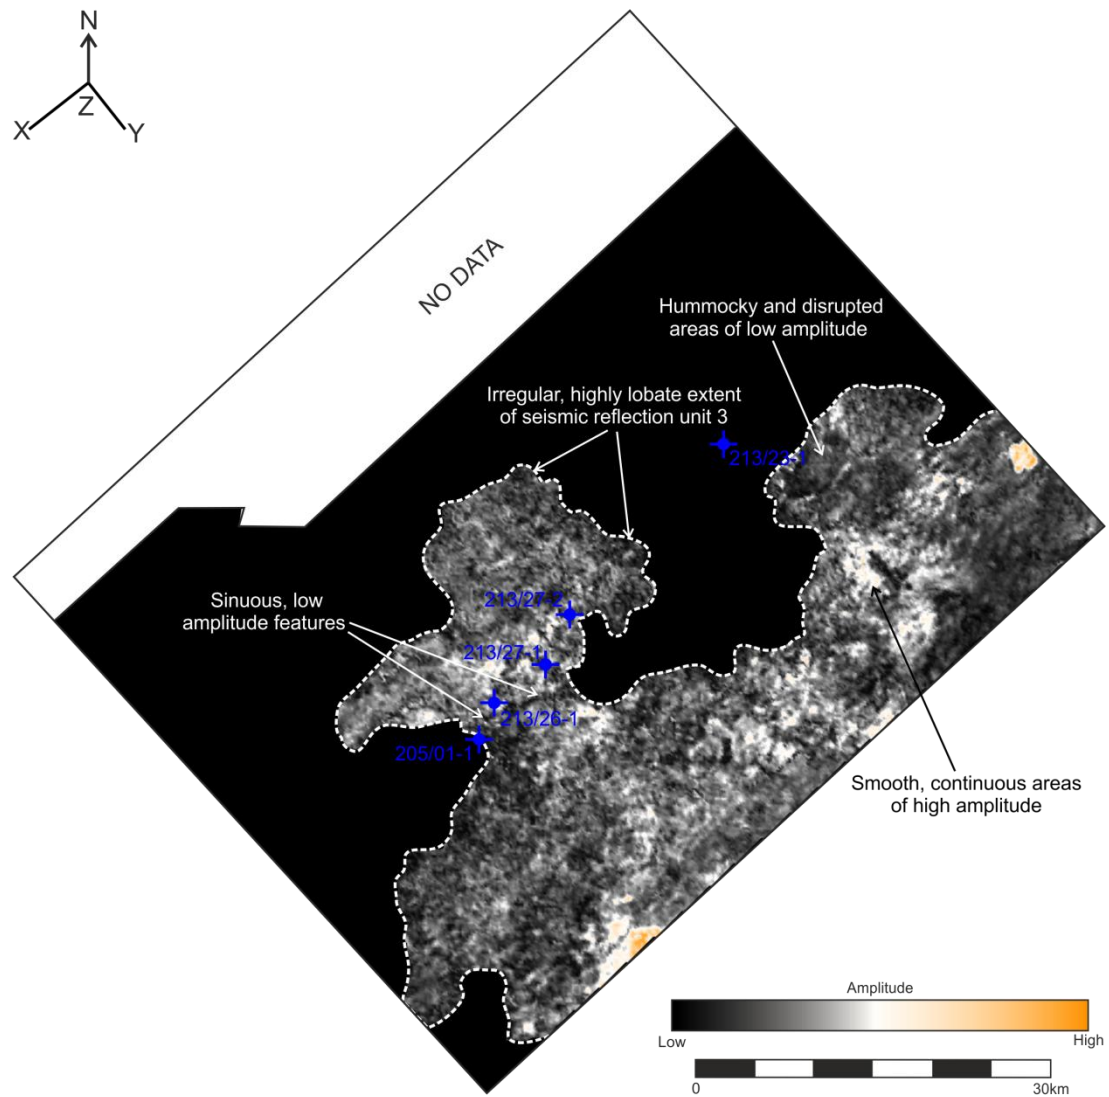 N
Z
X
Y
NO DATA
Hummocky and disrupted
areas of low amplitude
Irregular, highly lobate extent
of seismic reflection unit 3
213/23-1
Sinuous, low
amplitude features
213/27-2
213/27-1
213/26-1
205/01-1
Smooth, continuous areas
of high amplitude
Amplitude
Low
High
0
30km